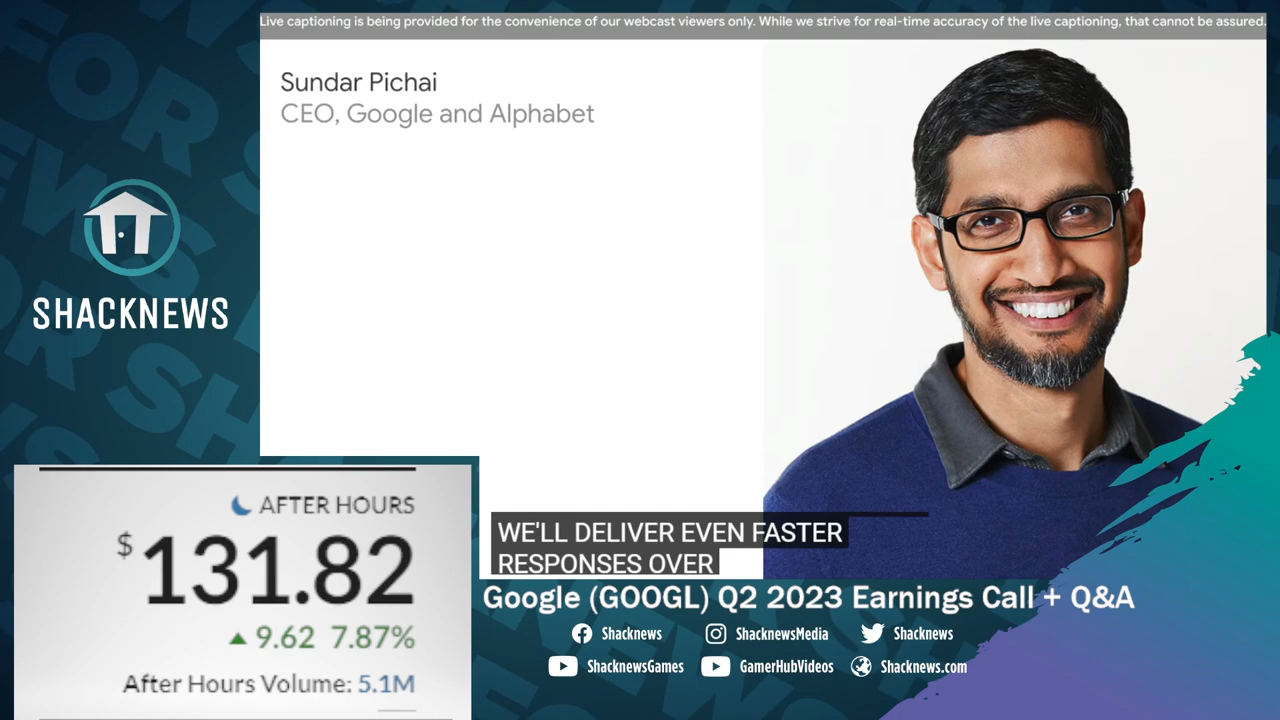 Live captioning is being provided for the convenience of our webcast viewers only. While we strive for real-time accuracy of the live captioning, that cannot be assured.
Sundar Pichai
CEO, Google and Alphabet
SHACKNEWS
AFTER HOURS
$131.82
9.62 7.87%
After Hours Volume: 5.1M
WE'LL DELIVER EVEN FASTER
RESPONSES OVER
Google (GOOGL) Q2 2023 Earnings Call + Q&A
Shacknews ShacknewsMedia Shacknews
ShacknewsGames GamerHubVideos Shacknews.com